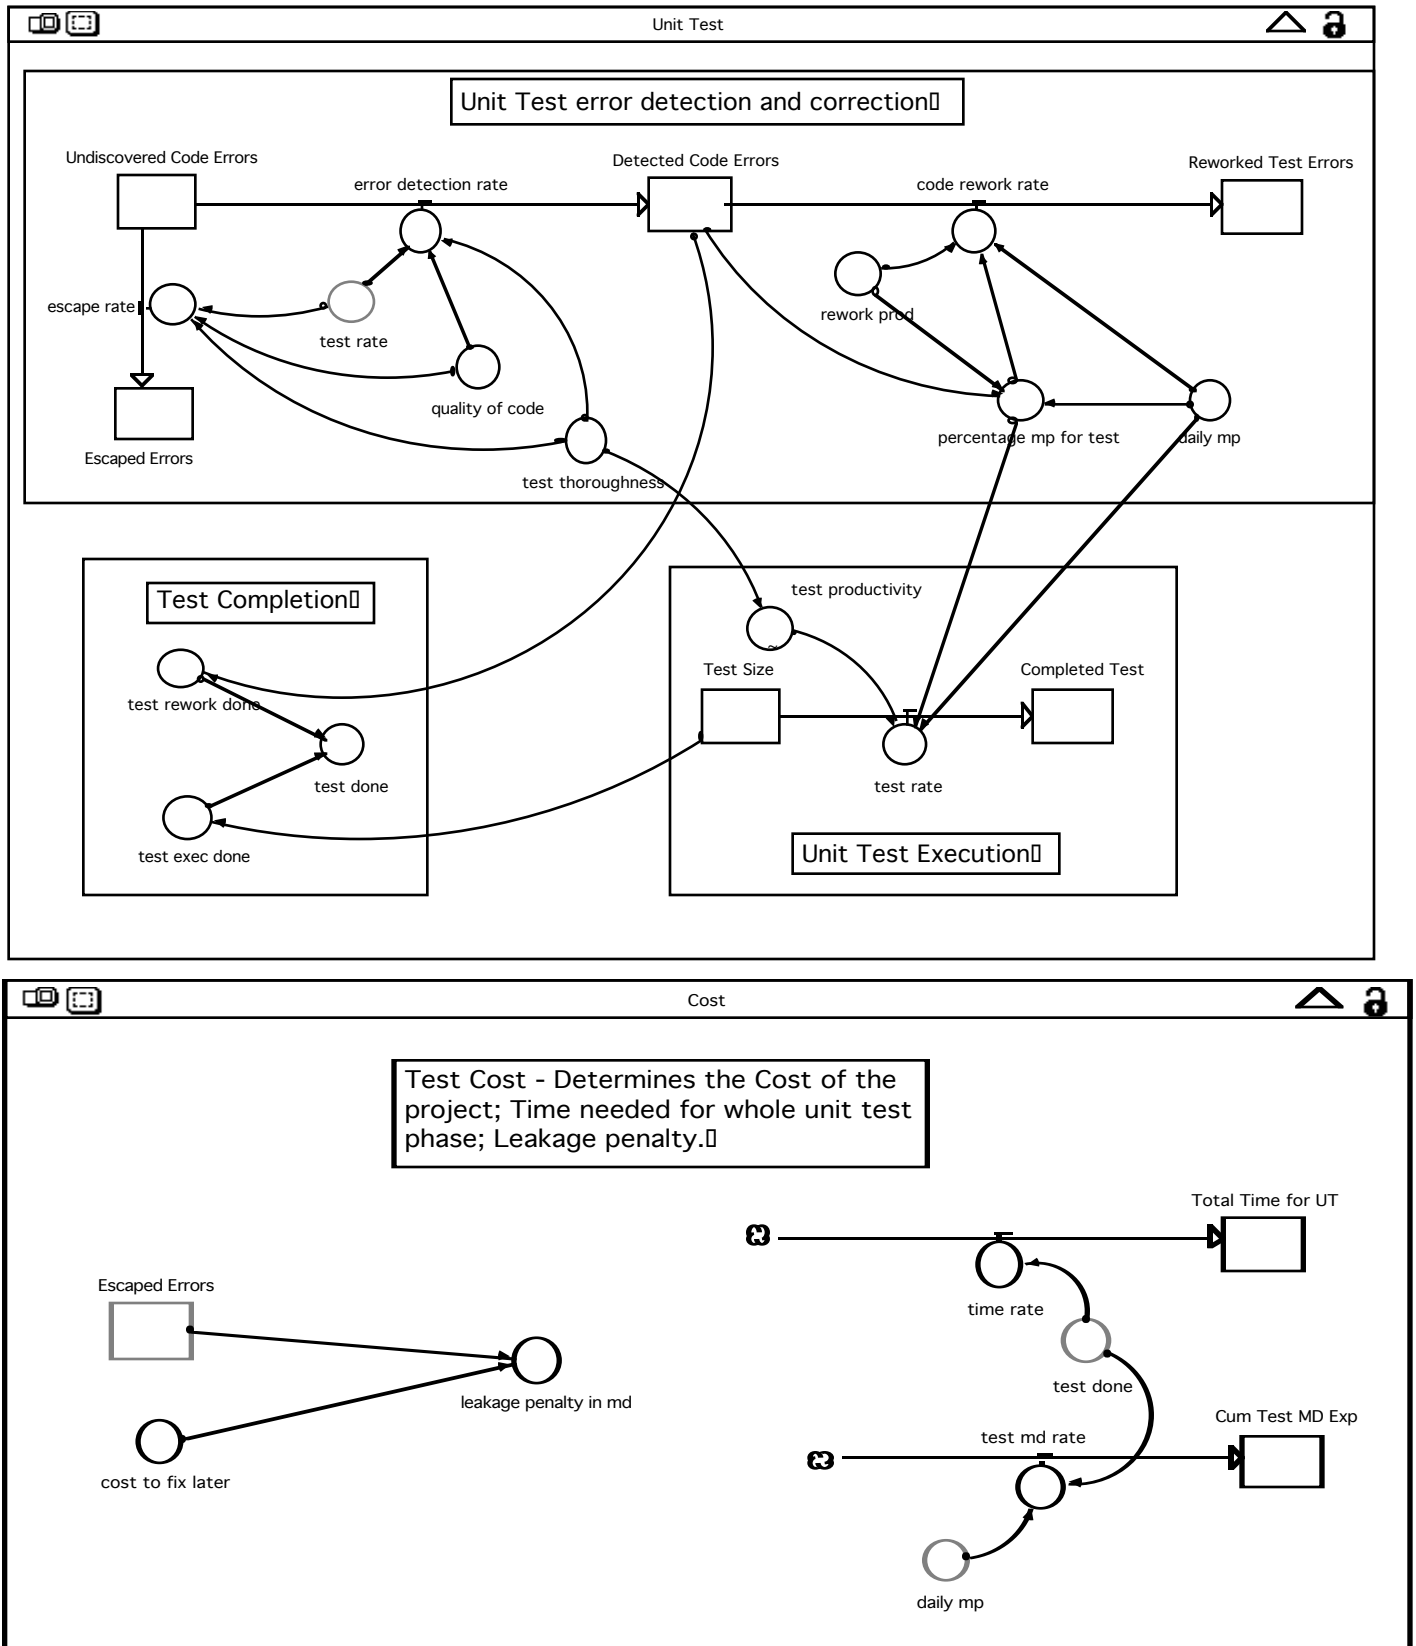 Unit Test
Unit Test error detection and correction
Undiscovered Code Errors
Detected Code Errors
Reworked Test Errors
error detection rate
code rework rate
escape rate
rework prod
test rate
quality of code
percentage mp for test
daily mp
Escaped Errors
test thoroughness
Test Completion
test productivity
Test Size
Completed Test
test rework done
test done
test rate
test exec done
Unit Test Execution
Cost
Test Cost - Determines the Cost of the
project; Time needed for whole unit test
phase; Leakage penalty.
Total Time for UT
Escaped Errors
time rate
test done
leakage penalty in md
Cum Test MD Exp
test md rate
cost to fix later
daily mp